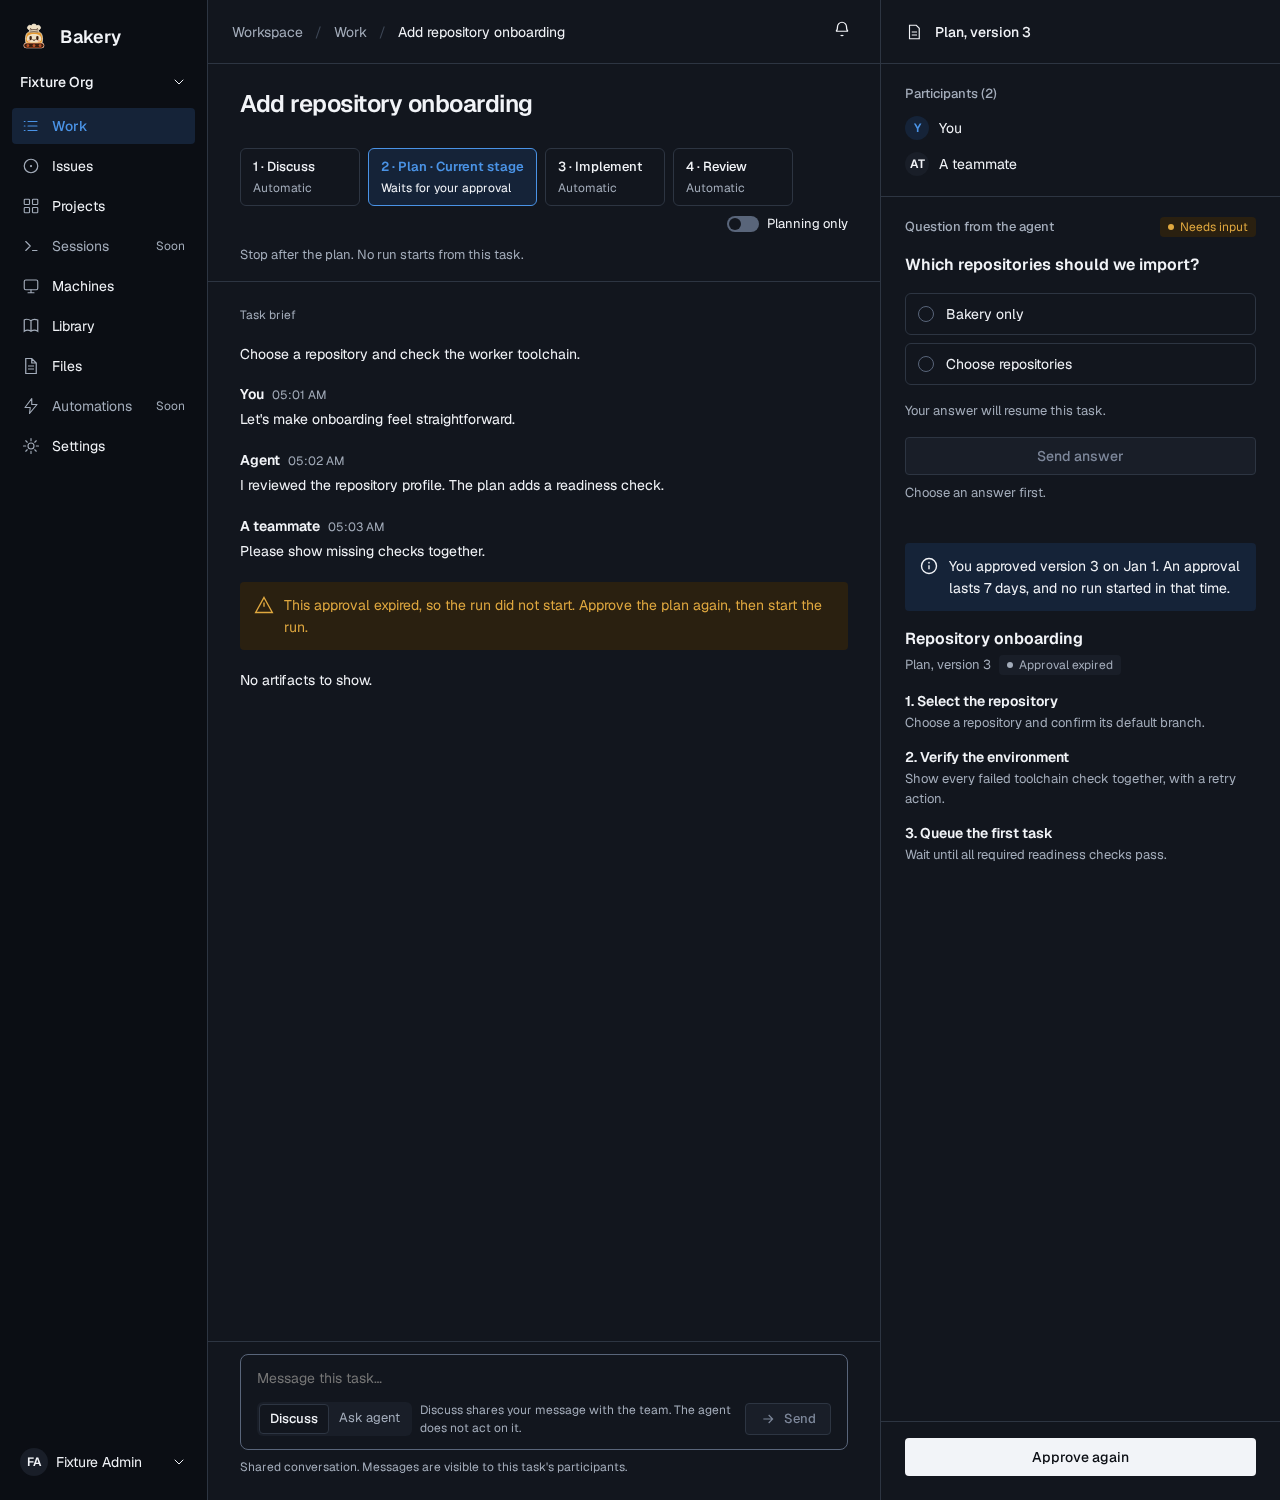 Bakery
Fixture Org
Work
Issues
Projects
Sessions Soon
Machines
Library
Files
Automations Soon
Settings
FA Fixture Admin
Workspace / Work / Add repository onboarding
Add repository onboarding
1 · Discuss
Automatic
2 · Plan · Current stage
Waits for your approval
3 · Implement
Automatic
4 · Review
Automatic
Planning only
Stop after the plan. No run starts from this task.
Task brief
Choose a repository and check the worker toolchain.
You 05:01 AM
Let's make onboarding feel straightforward.
Agent 05:02 AM
I reviewed the repository profile. The plan adds a readiness check.
A teammate 05:03 AM
Please show missing checks together.
This approval expired, so the run did not start. Approve the plan again, then start the
run.
No artifacts to show.
Message this task...
Discuss Ask agent
Discuss shares your message with the team. The agent
does not act on it.
Send
Shared conversation. Messages are visible to this task's participants.
Plan, version 3
Participants (2)
Y You
AT A teammate
Question from the agent Needs input
Which repositories should we import?
Bakery only
Choose repositories
Your answer will resume this task.
Send answer
Choose an answer first.
You approved version 3 on Jan 1. An approval
lasts 7 days, and no run started in that time.
Repository onboarding
Plan, version 3 Approval expired
1. Select the repository
Choose a repository and confirm its default branch.
2. Verify the environment
Show every failed toolchain check together, with a retry
action.
3. Queue the first task
Wait until all required readiness checks pass.
Approve again